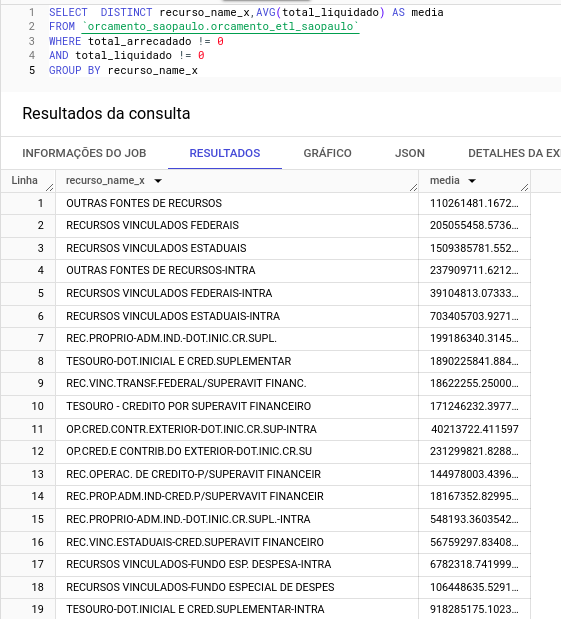 1 SELECT DISTINCT recurso_name_x,AVG(total_liquidado) AS media
2 FROM `orcamento_saopaulo.orcamento_etl_saopaulo`
3 WHERE total_arrecadado != 0
4 AND total_liquidado != 0
5 GROUP BY recurso_name_x
Resultados da consulta
INFORMAÇÕES DO JOB RESULTADOS GRÁFICO JSON DETALHES DA EX
Linha recurso_name_x media
1 OUTRAS FONTES DE RECURSOS 110261481.1672…
2 RECURSOS VINCULADOS FEDERAIS 205055458.5736…
3 RECURSOS VINCULADOS ESTADUAIS 1509385781.552…
4 OUTRAS FONTES DE RECURSOS-INTRA 237909711.6212…
5 RECURSOS VINCULADOS FEDERAIS-INTRA 39104813.07333…
6 RECURSOS VINCULADOS ESTADUAIS-INTRA 703405703.9271…
7 REC.PROPRIO-ADM.IND.-DOT.INIC.CR.SUPL. 199186340.3145…
8 TESOURO-DOT.INICIAL E CRED.SUPLEMENTAR 1890225841.884…
9 REC.VINC.TRANSF.FEDERAL/SUPERAVIT FINANC. 18622255.25000…
10 TESOURO - CREDITO POR SUPERAVIT FINANCEIRO 171246232.3977…
11 OP.CRED.CONTR.EXTERIOR-DOT.INIC.CR.SUP-INTRA 40213722.411597
12 OP.CRED.E CONTRIB.DO EXTERIOR-DOT.INIC.CR.SU 231299821.8288…
13 REC.OPERAC. DE CREDITO-P/SUPERAVIT FINANCEIR 144978003.4396…
14 REC.PROP.ADM.IND-CRED.P/SUPERVAVIT FINANCEIR 18167352.82995…
15 REC.PROPRIO-ADM.IND.-DOT.INIC.CR.SUPL.-INTRA 548193.3603542…
16 REC.VINC.ESTADUAIS-CRED.SUPERAVIT FINANCEIRO 56759297.83408…
17 RECURSOS VINCULADOS-FUNDO ESP. DESPESA-INTRA 6782318.741999…
18 RECURSOS VINCULADOS-FUNDO ESPECIAL DE DESPES 106448635.5291…
19 TESOURO-DOT.INICIAL E CRED.SUPLEMENTAR-INTRA 918285175.1023…